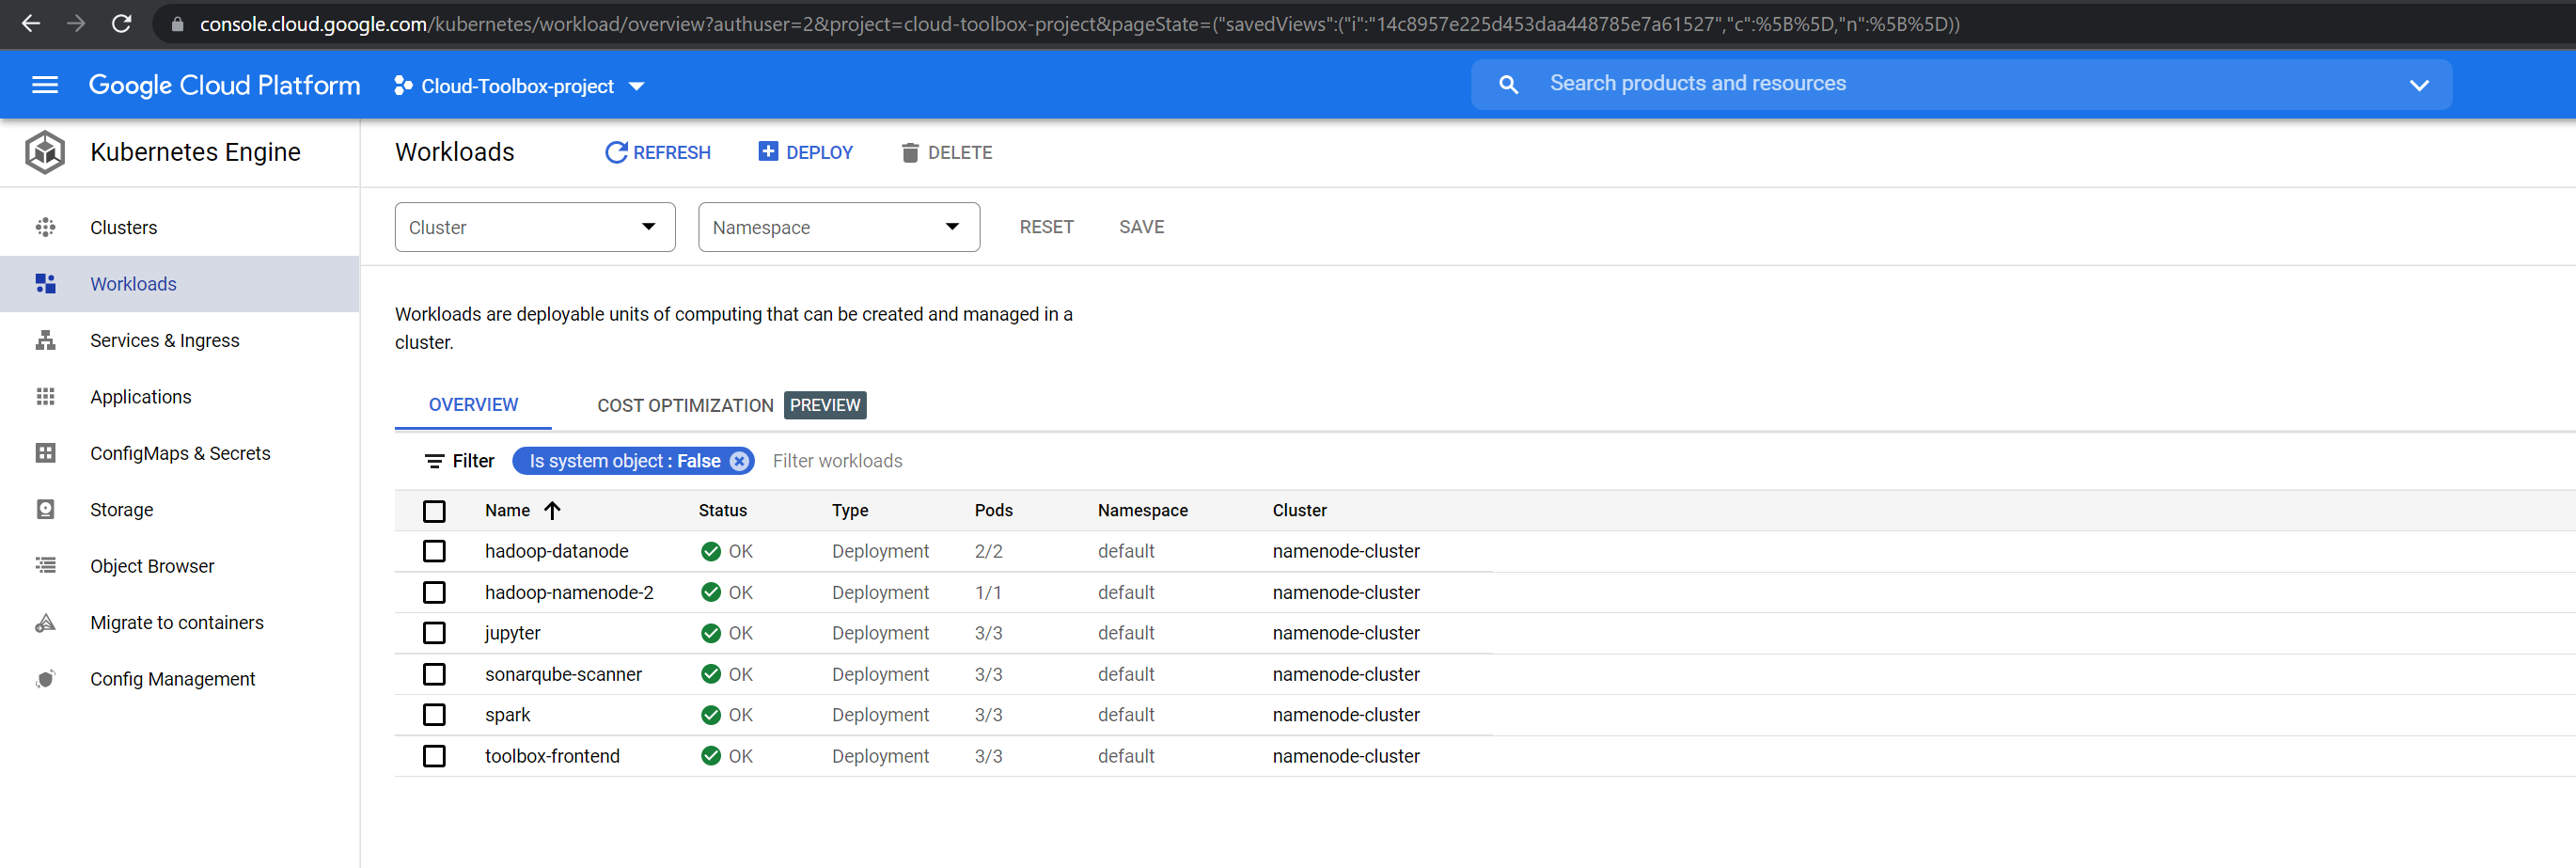 console.cloud.google.com/kubernetes/workload/overview?authuser=2&project=cloud-toolbox-project&pageState=("savedViews":("i":"14c8957e225d453daa448785e7a61527","c":%5B%5D,"n":%5B%5D))
Google Cloud Platform Cloud-Toolbox-project Search products and resources
Kubernetes Engine Workloads REFRESH DEPLOY DELETE
Clusters
Workloads
Services & Ingress
Applications
ConfigMaps & Secrets
Storage
Object Browser
Migrate to containers
Config Management
Cluster Namespace RESET SAVE
Workloads are deployable units of computing that can be created and managed in a
cluster.
OVERVIEW COST OPTIMIZATION PREVIEW
Filter Is system object : False Filter workloads
Name Status Type Pods Namespace Cluster
hadoop-datanode OK Deployment 2/2 default namenode-cluster
hadoop-namenode-2 OK Deployment 1/1 default namenode-cluster
jupyter OK Deployment 3/3 default namenode-cluster
sonarqube-scanner OK Deployment 3/3 default namenode-cluster
spark OK Deployment 3/3 default namenode-cluster
toolbox-frontend OK Deployment 3/3 default namenode-cluster